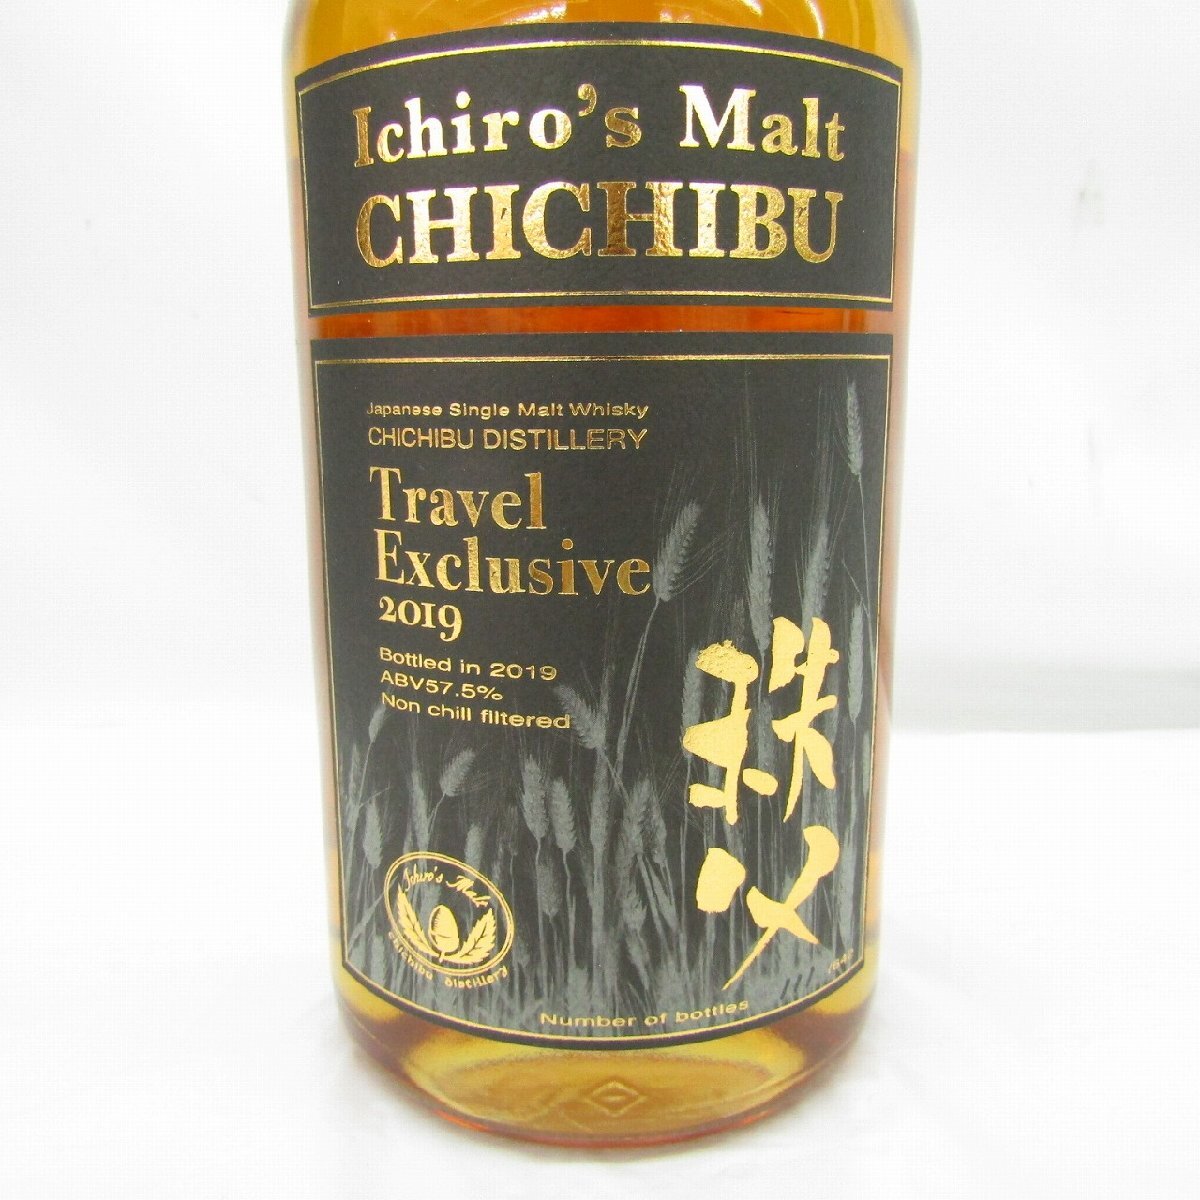 Ichiro's Malt
CHICHIBU
Japanese Single Malt Whisky
CHICHIBU DISTILLERY
Travel
Exclusive
2019
Bottled in 2019
ABV57.5%
Non chill filtered
秩父
Ichiro's Malt
Chichibu Distillery
Number of bottles